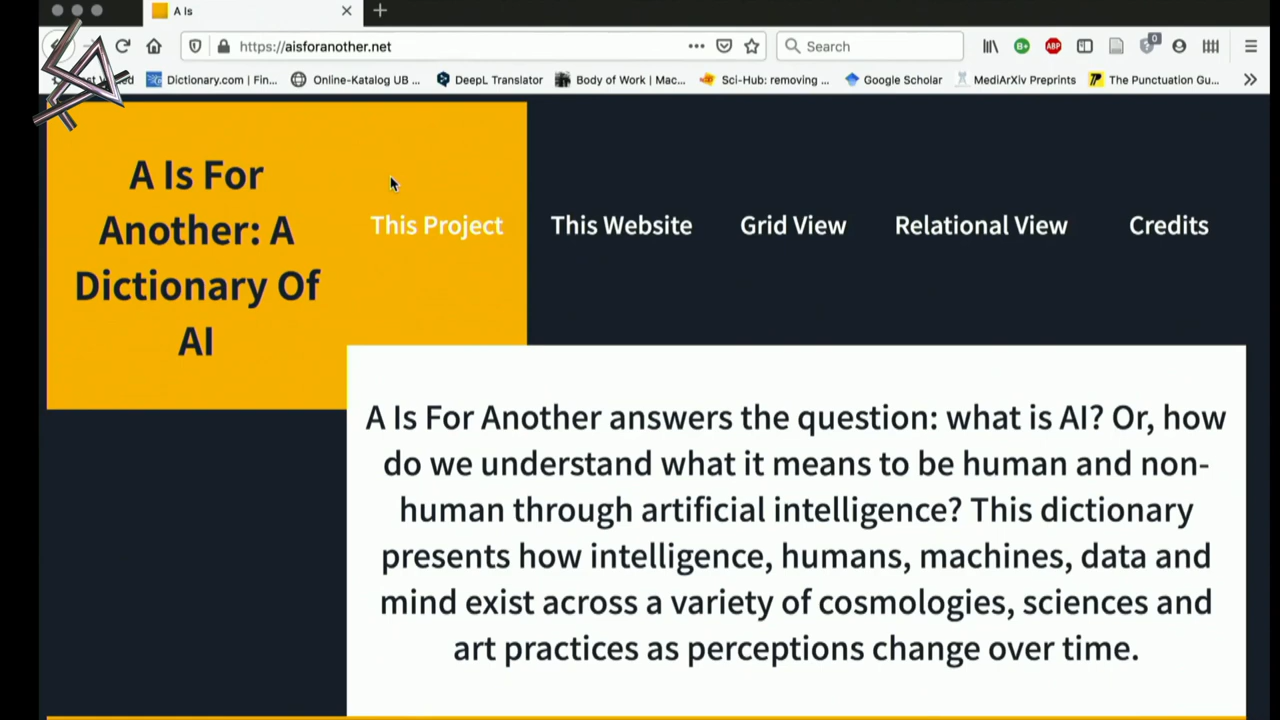 A Is
https://aisforanother.net
Search
0
B+
ABP
Dictionary.com | Fin...
Online-Katalog UB ...
DeepL Translator
Body of Work | Mac...
Sci-Hub: removing ...
Google Scholar
MediArXiv Preprints
The Punctuation Gu...
A Is For
Another: A
Dictionary Of
AI
This Project
This Website
Grid View
Relational View
Credits
A Is For Another answers the question: what is AI? Or, how
do we understand what it means to be human and non-
human through artificial intelligence? This dictionary
presents how intelligence, humans, machines, data and
mind exist across a variety of cosmologies, sciences and
art practices as perceptions change over time.